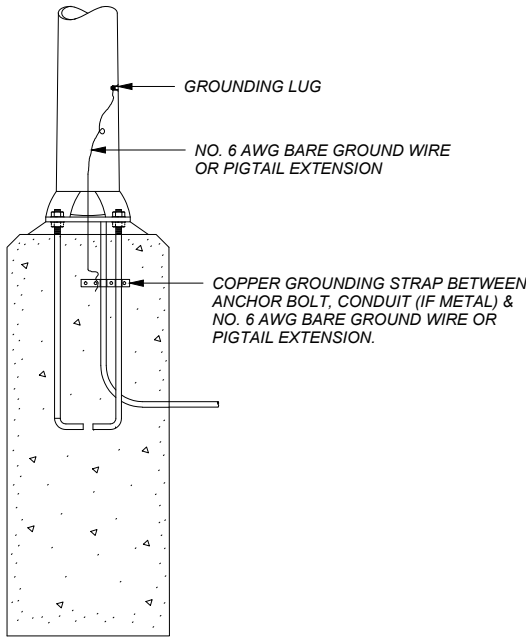 GROUNDING LUG
NO. 6 AWG BARE GROUND WIRE
OR PIGTAIL EXTENSION
COPPER GROUNDING STRAP BETWEEN
ANCHOR BOLT, CONDUIT (IF METAL) &
NO. 6 AWG BARE GROUND WIRE OR
PIGTAIL EXTENSION.